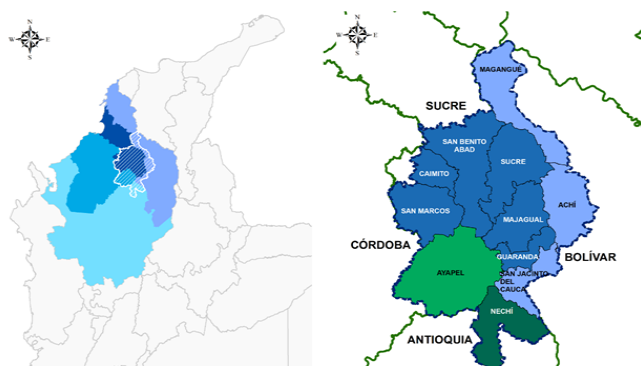 N
W E
S
N
W E
S
MAGANGUÉ
SUCRE
SAN BENITO
ABAD
SUCRE
CAIMITO
ACHÍ
SAN MARCOS
MAJAGUAL
CÓRDOBA
GUARANDA
BOLÍVAR
AYAPEL
SAN JACINTO
DEL
CAUCA
NECHÍ
ANTIOQUIA